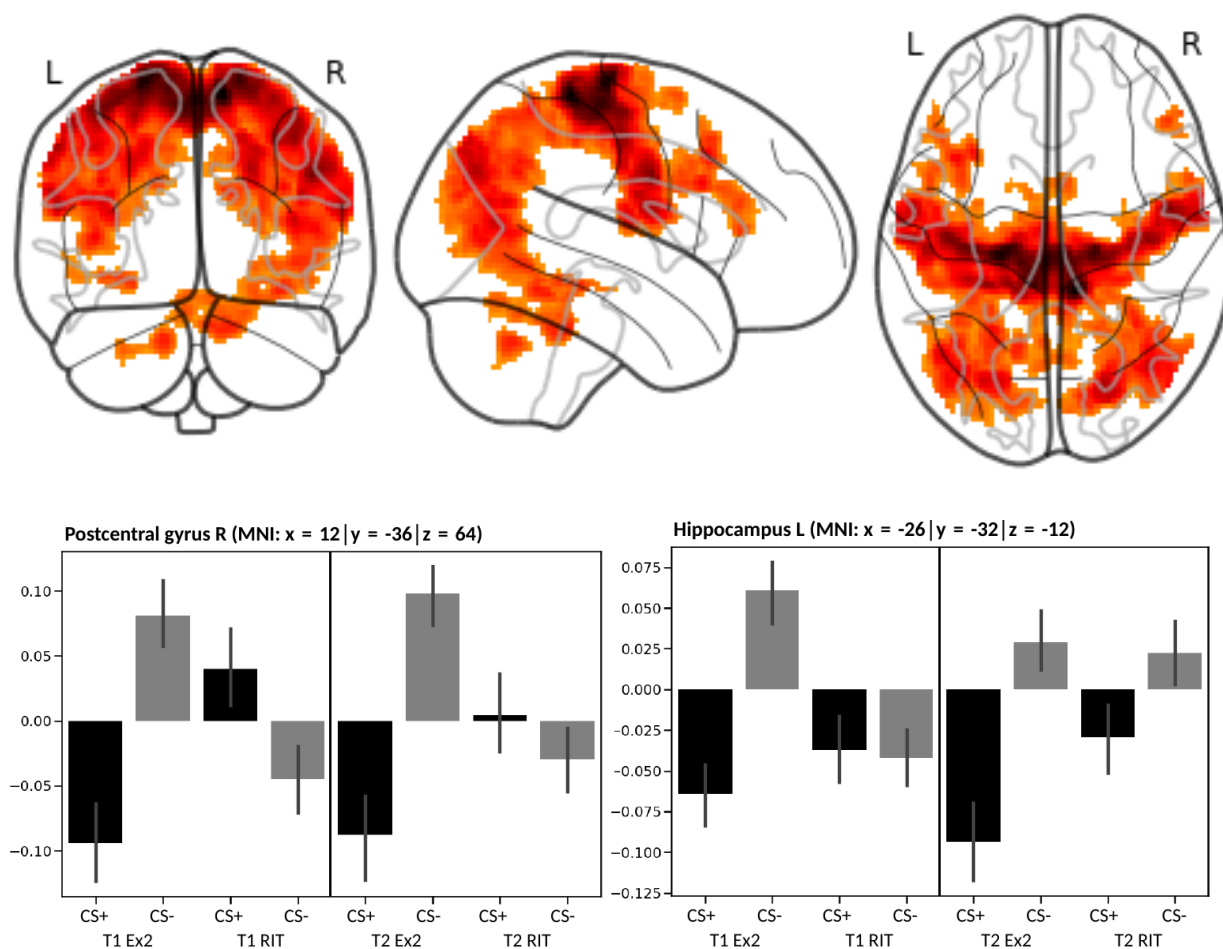 L R L R
Postcentral gyrus R (MNI: x = 12|y = -36|z = 64)
0.10
0.05
0.00
−0.05
−0.10
CS+ CS- CS+ CS- CS+ CS- CS+ CS-
T1 Ex2 T1 RIT T2 Ex2 T2 RIT
Hippocampus L (MNI: x = -26|y = -32|z = -12)
0.075
0.050
0.025
0.000
−0.025
−0.050
−0.075
−0.100
−0.125
CS+ CS- CS+ CS- CS+ CS- CS+ CS-
T1 Ex2 T1 RIT T2 Ex2 T2 RIT